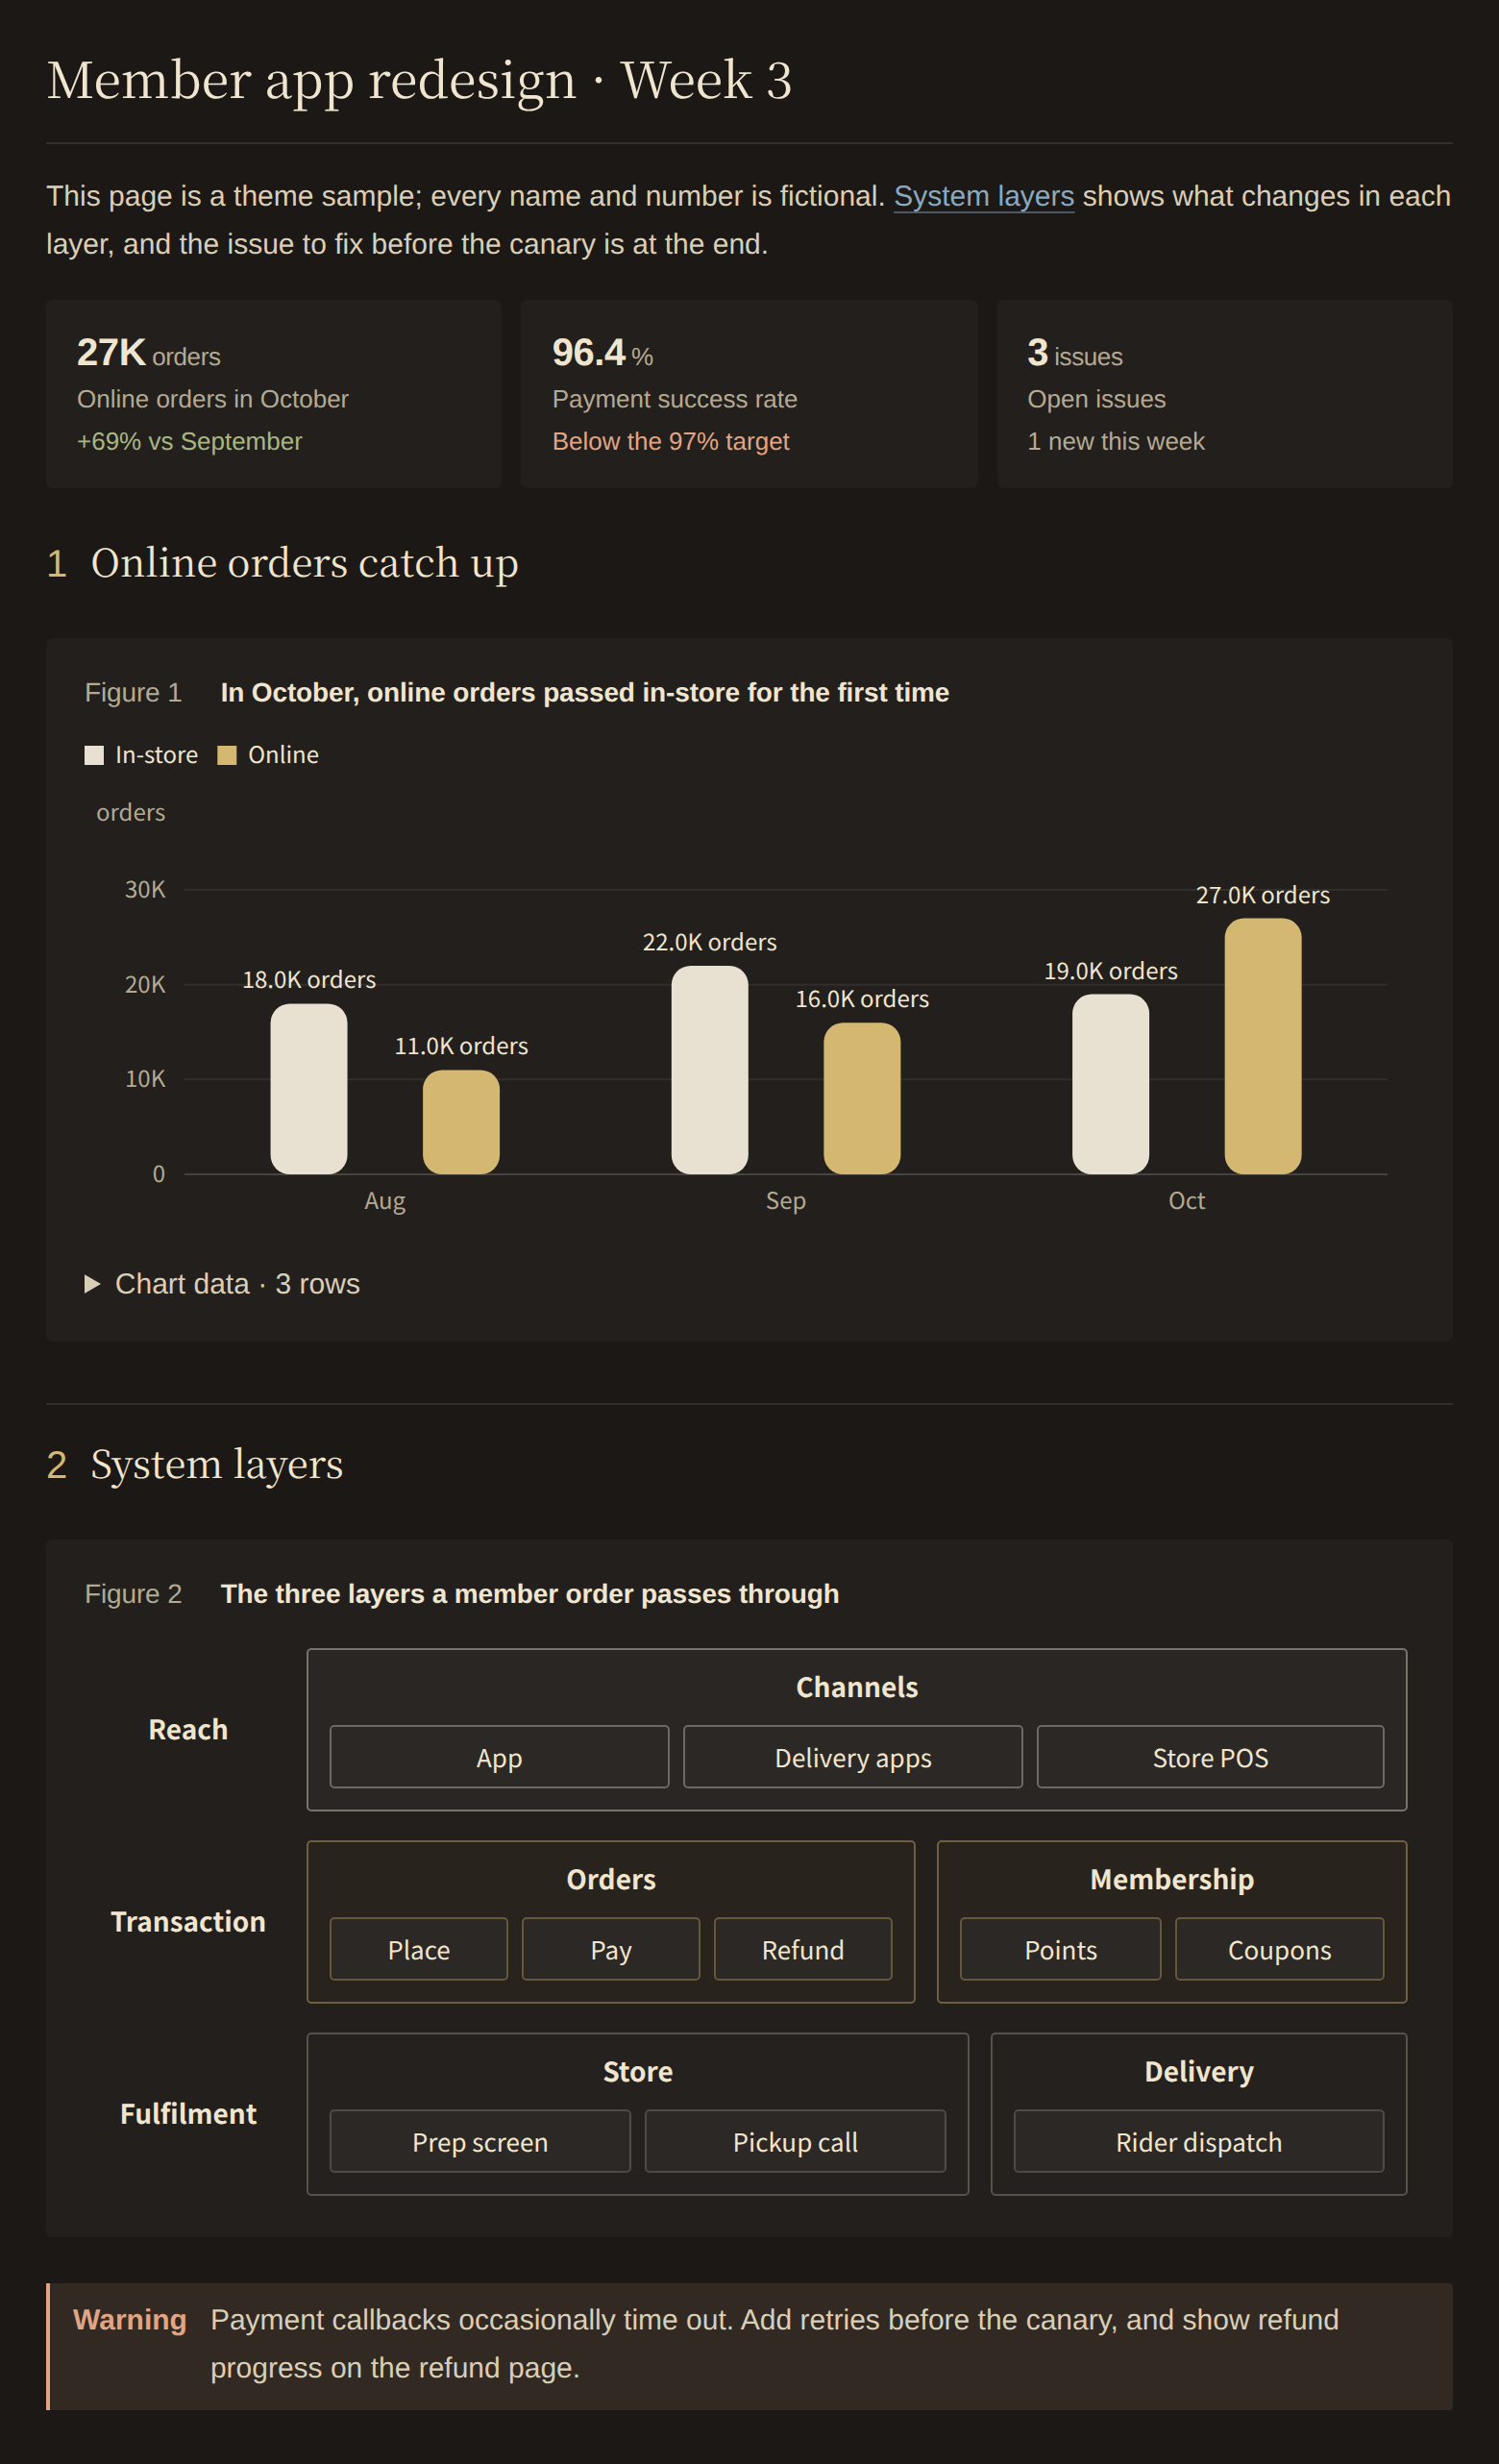 Member app redesign · Week 3
This page is a theme sample; every name and number is fictional. System layers shows what changes in each
layer, and the issue to fix before the canary is at the end.
27K orders
Online orders in October
+69% vs September
96.4 %
Payment success rate
Below the 97% target
3 issues
Open issues
1 new this week
1 Online orders catch up
Figure 1 In October, online orders passed in-store for the first time
In-store Online
orders
30K
20K
10K
0
18.0K orders
11.0K orders
22.0K orders
16.0K orders
19.0K orders
27.0K orders
Aug Sep Oct
Chart data · 3 rows
2 System layers
Figure 2 The three layers a member order passes through
Reach
Channels
App Delivery apps Store POS
Transaction
Orders
Place Pay Refund
Membership
Points Coupons
Fulfilment
Store
Prep screen Pickup call
Delivery
Rider dispatch
Warning Payment callbacks occasionally time out. Add retries before the canary, and show refund
progress on the refund page.